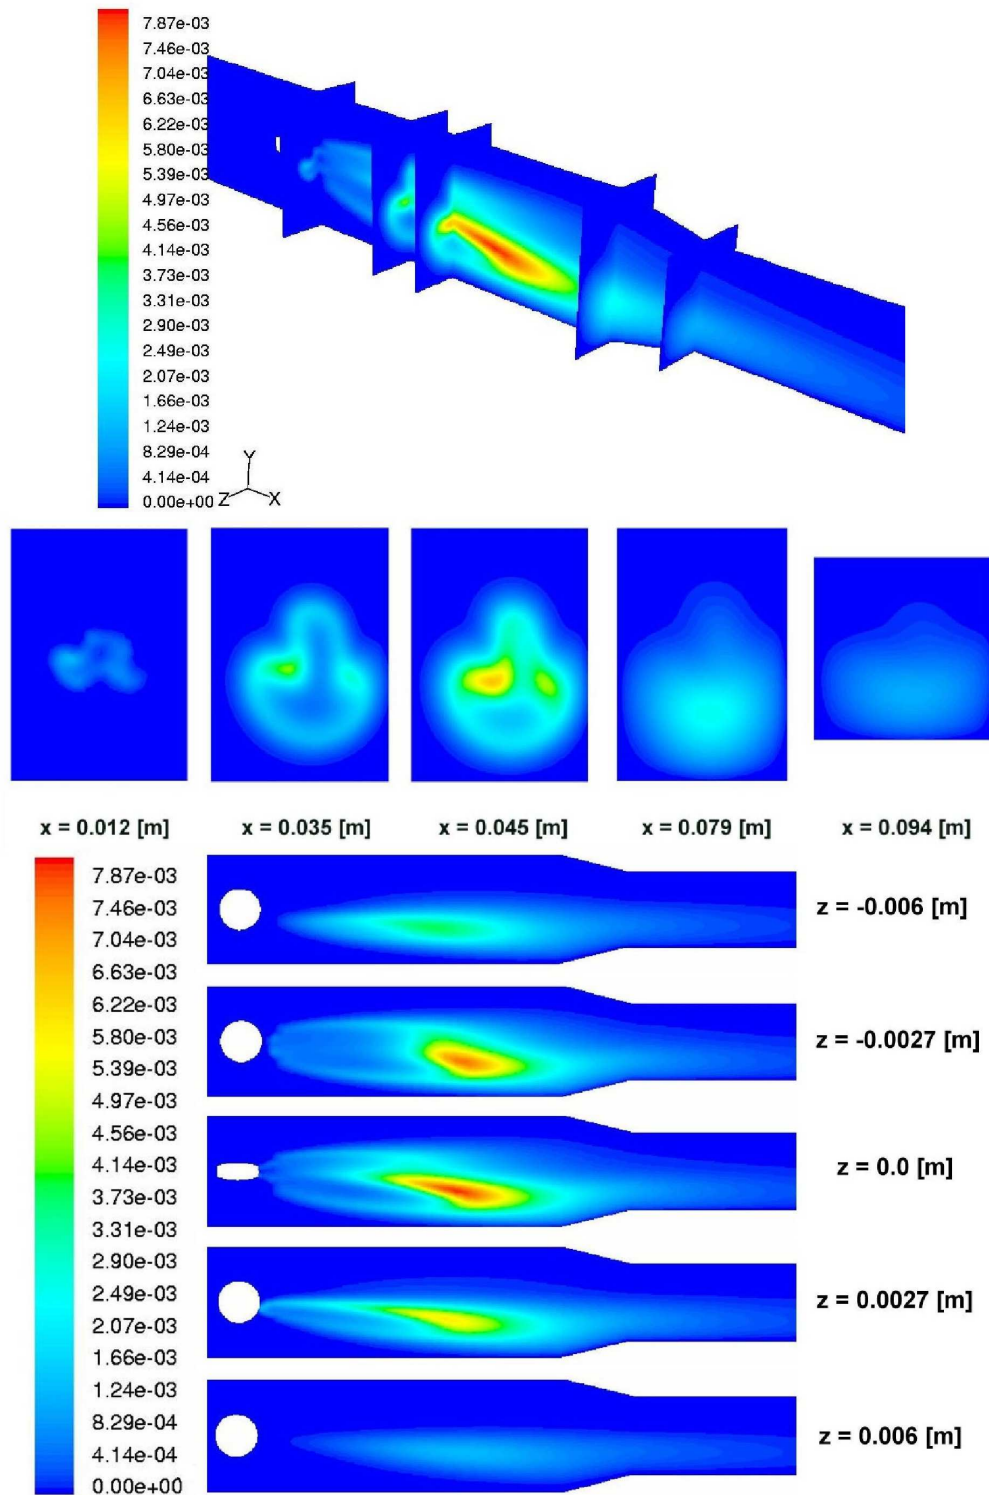 7.87e-03
7.46e-03
7.04e-03
6.63e-03
6.22e-03
5.80e-03
5.39e-03
4.97e-03
4.56e-03
4.14e-03
3.73e-03
3.31e-03
2.90e-03
2.49e-03
2.07e-03
1.66e-03
1.24e-03
8.29e-04
4.14e-04
0.00e+00
Y
Z X
x = 0.012 [m] x = 0.035 [m] x = 0.045 [m] x = 0.079 [m] x = 0.094 [m]
7.87e-03
7.46e-03
7.04e-03
6.63e-03
6.22e-03
5.80e-03
5.39e-03
4.97e-03
4.56e-03
4.14e-03
3.73e-03
3.31e-03
2.90e-03
2.49e-03
2.07e-03
1.66e-03
1.24e-03
8.29e-04
4.14e-04
0.00e+00
z = -0.006 [m]
z = -0.0027 [m]
z = 0.0 [m]
z = 0.0027 [m]
z = 0.006 [m]